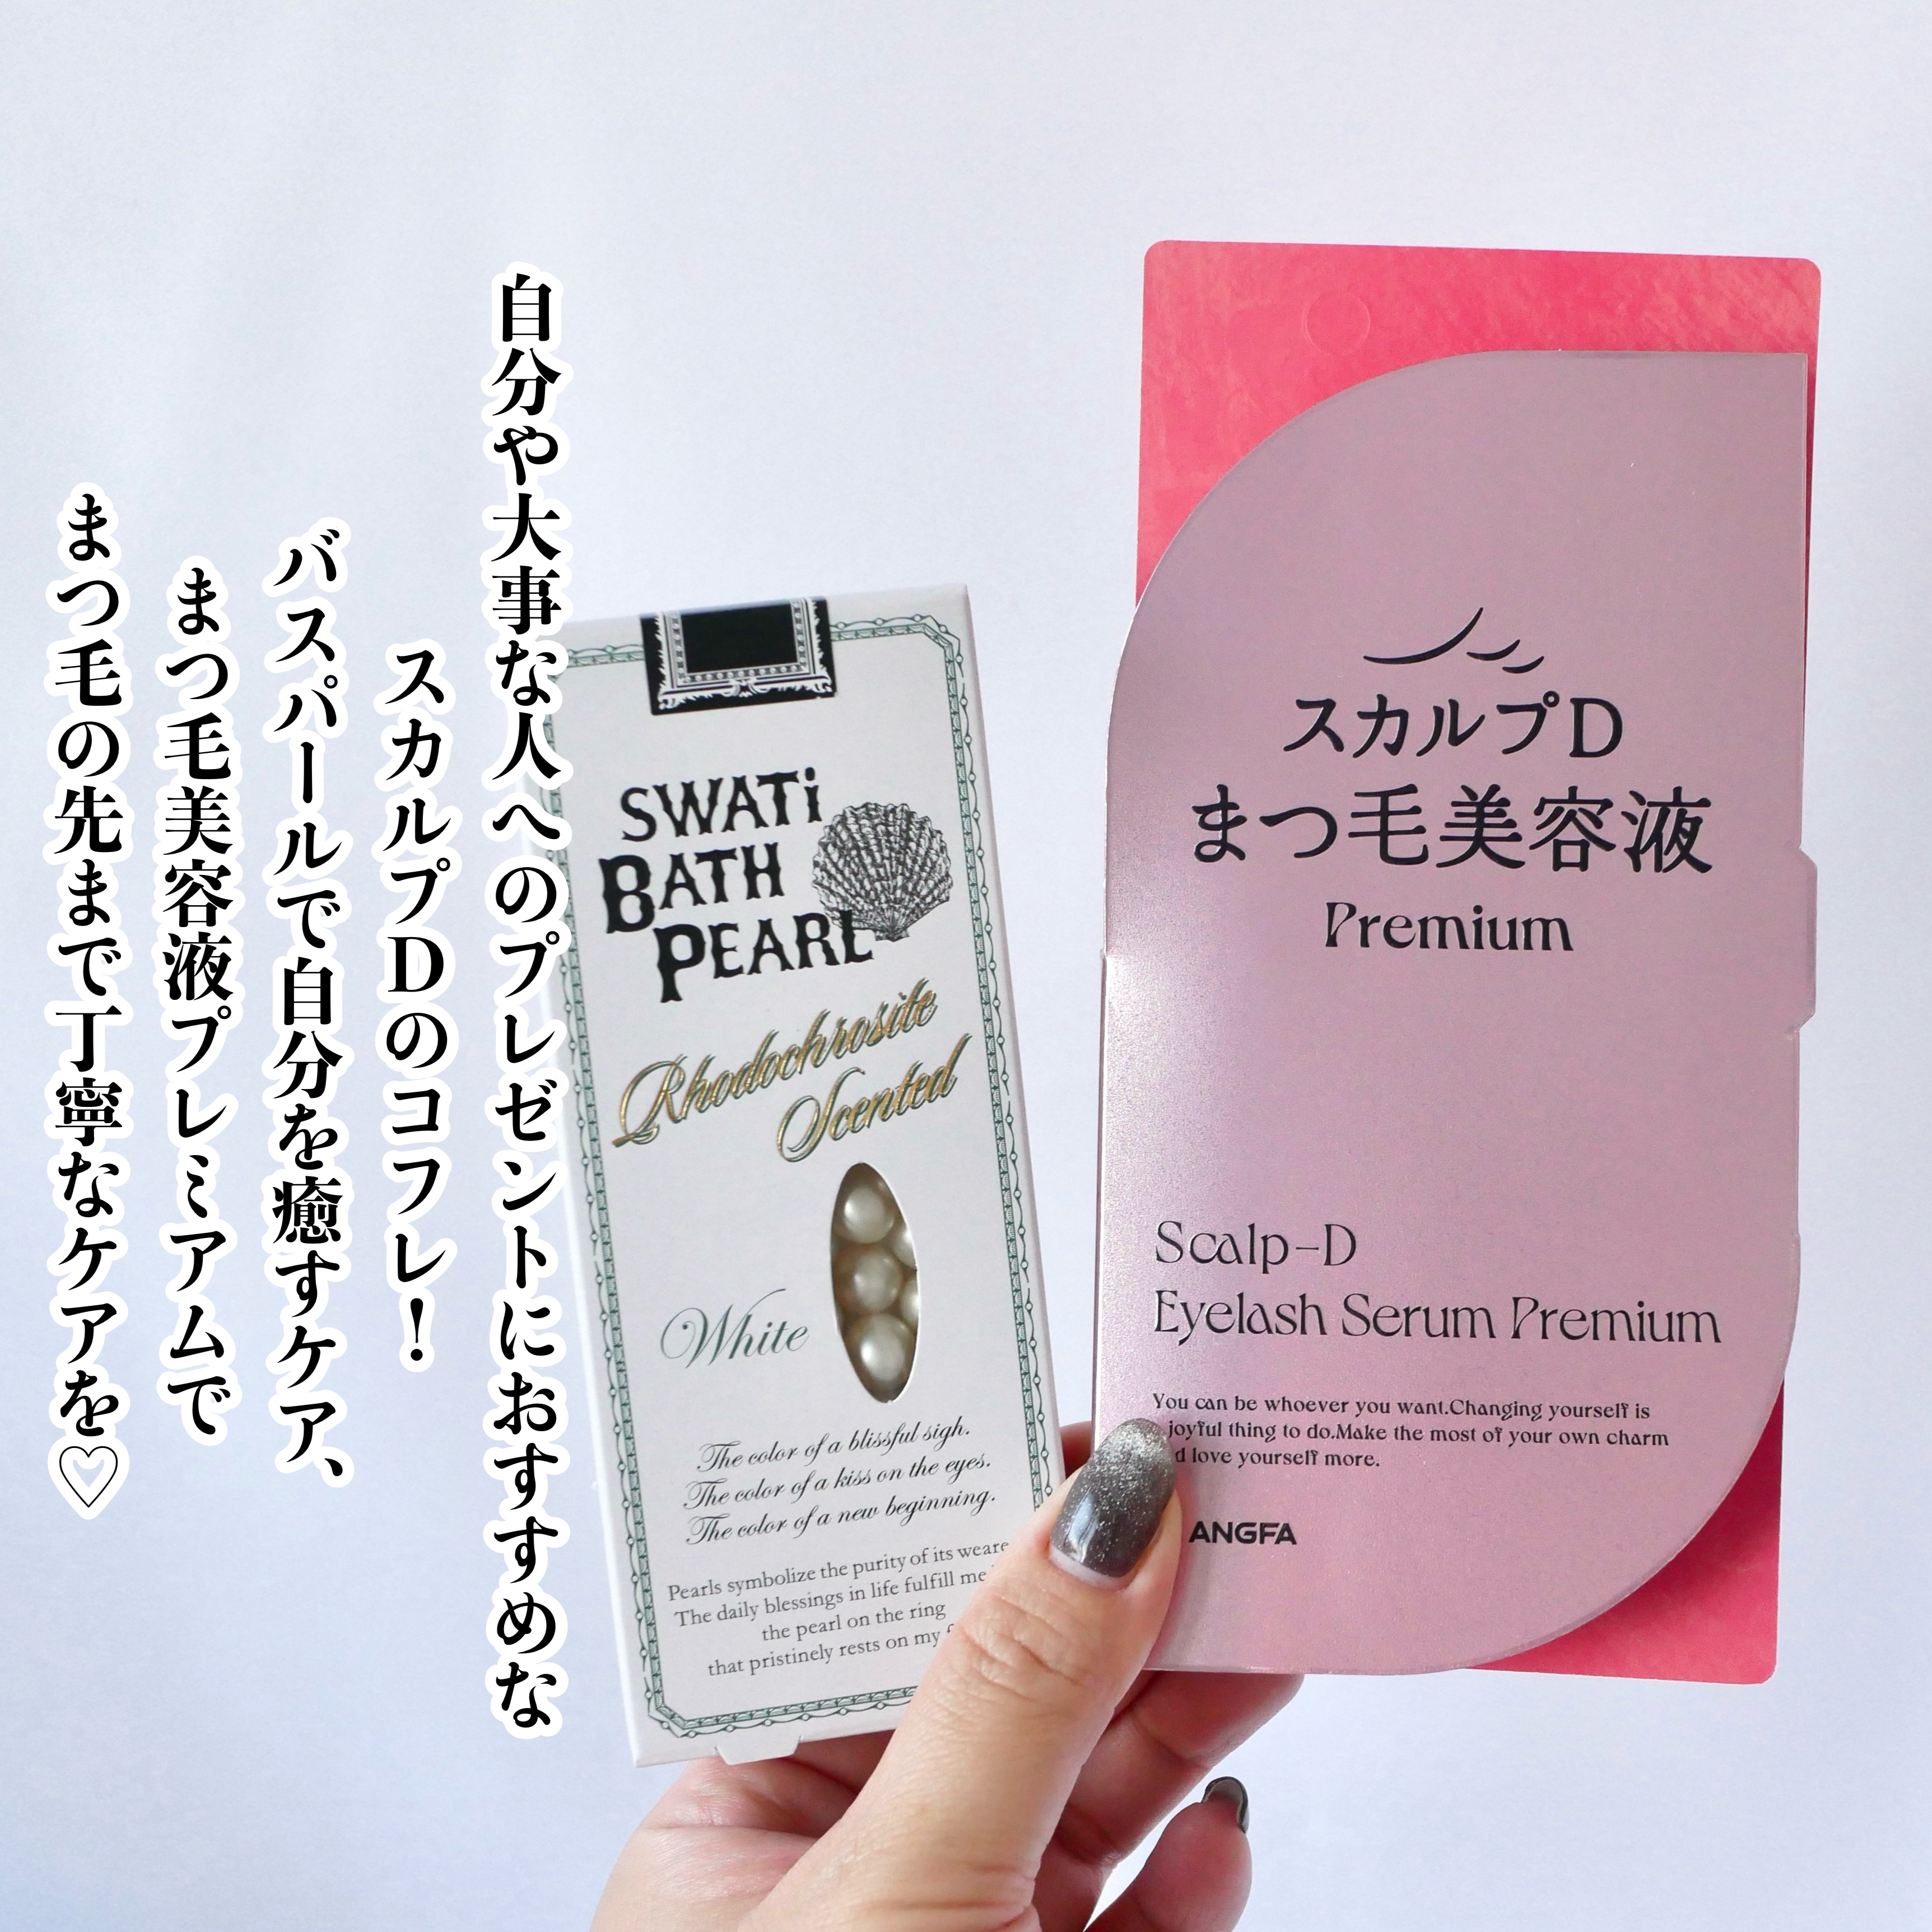 自分や大事な人へのプレゼントにおすすめな
スカルプDのコフレ！
バスパールで自分を癒すケア、
まつ毛美容液プレミアムで
まつ毛の先まで丁寧なケアを♡
SWATi
BATH
PEARL
Rhodochrosite
Scented
White
The color of a blissful sigh.
The color of a kiss on the eyes.
The color of a new beginning.
Pearls symbolize the purity of its
The daily blessings in life fulfill
the pearl on the ring
that pristinely rests on my
スカルプD
まつ毛美容液
Premium
Scalp-D
Eyelash Serum Premium
You can be whoever you want.Changing yourself is
joyful thing to do.Make the most of your own charm
love yourself more.
ANGFA